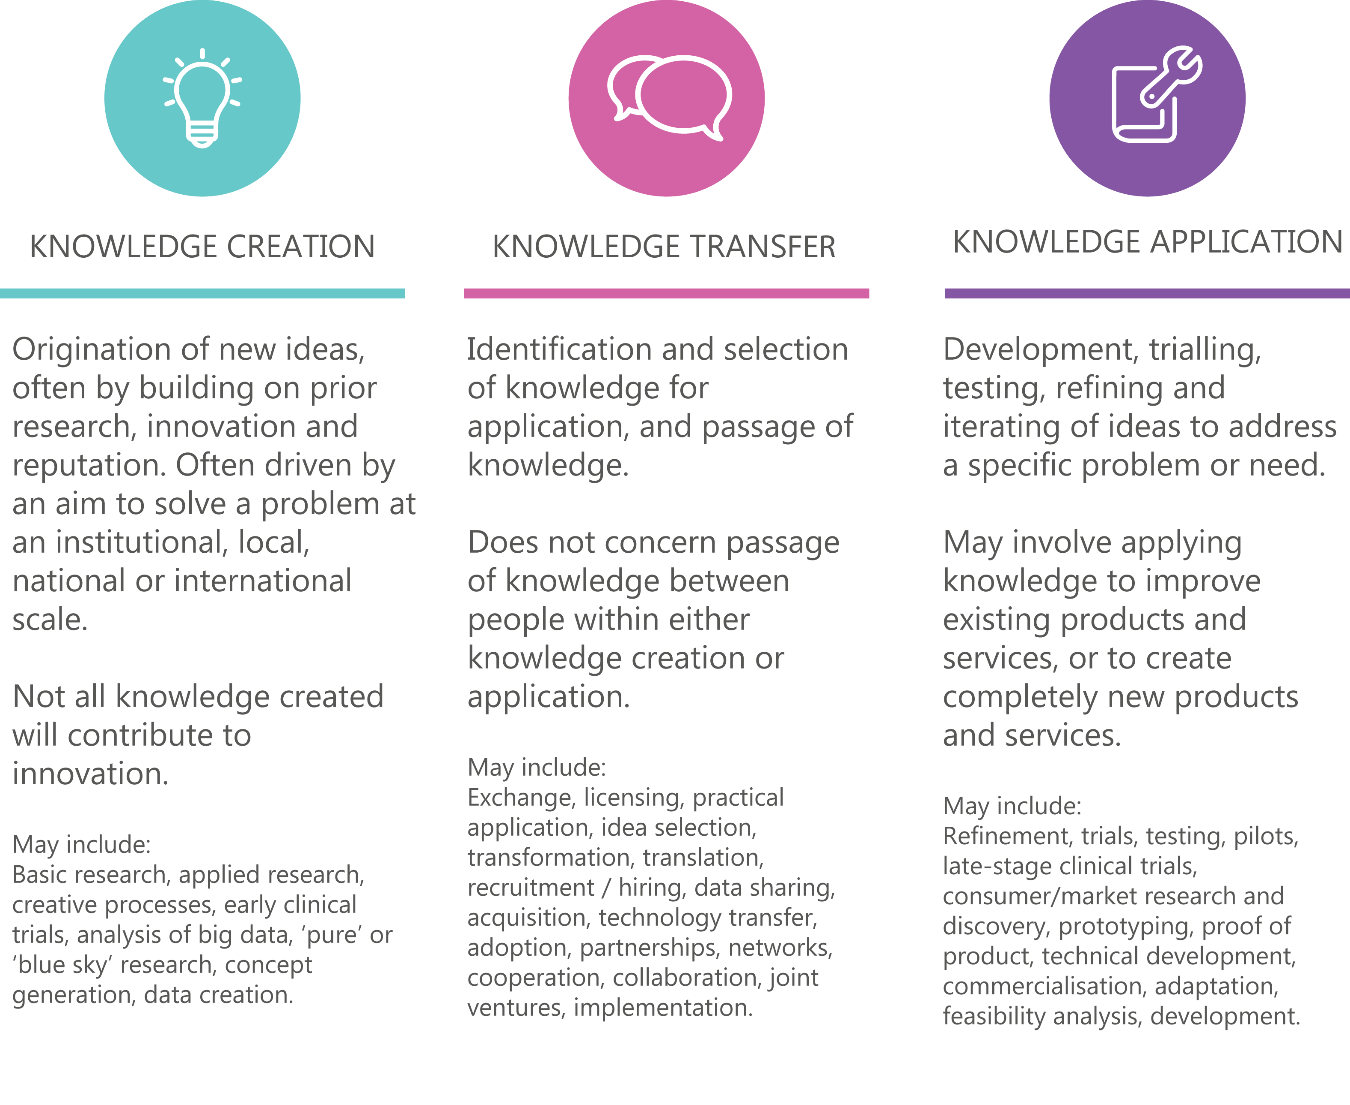 KNOWLEDGE CREATION
Origination of new ideas,
often by building on prior
research, innovation and
reputation. Often driven by
an aim to solve a problem at
an institutional, local,
national or international
scale.
Not all knowledge created
will contribute to
innovation.
May include:
Basic research, applied research,
creative processes, early clinical
trials, analysis of big data, ‘pure’ or
‘blue sky’ research, concept
generation, data creation.
KNOWLEDGE TRANSFER
Identification and selection
of knowledge for
application, and passage of
knowledge.
Does not concern passage
of knowledge between
people within either
knowledge creation or
application.
May include:
Exchange, licensing, practical
application, idea selection,
transformation, translation,
recruitment / hiring, data sharing,
acquisition, technology transfer,
adoption, partnerships, networks,
cooperation, collaboration, joint
ventures, implementation.
KNOWLEDGE APPLICATION
Development, trialling,
testing, refining and
iterating of ideas to address
a specific problem or need.
May involve applying
knowledge to improve
existing products and
services, or to create
completely new products
and services.
May include:
Refinement, trials, testing, pilots,
late-stage clinical trials,
consumer/market research and
discovery, prototyping, proof of
product, technical development,
commercialisation, adaptation,
feasibility analysis, development.